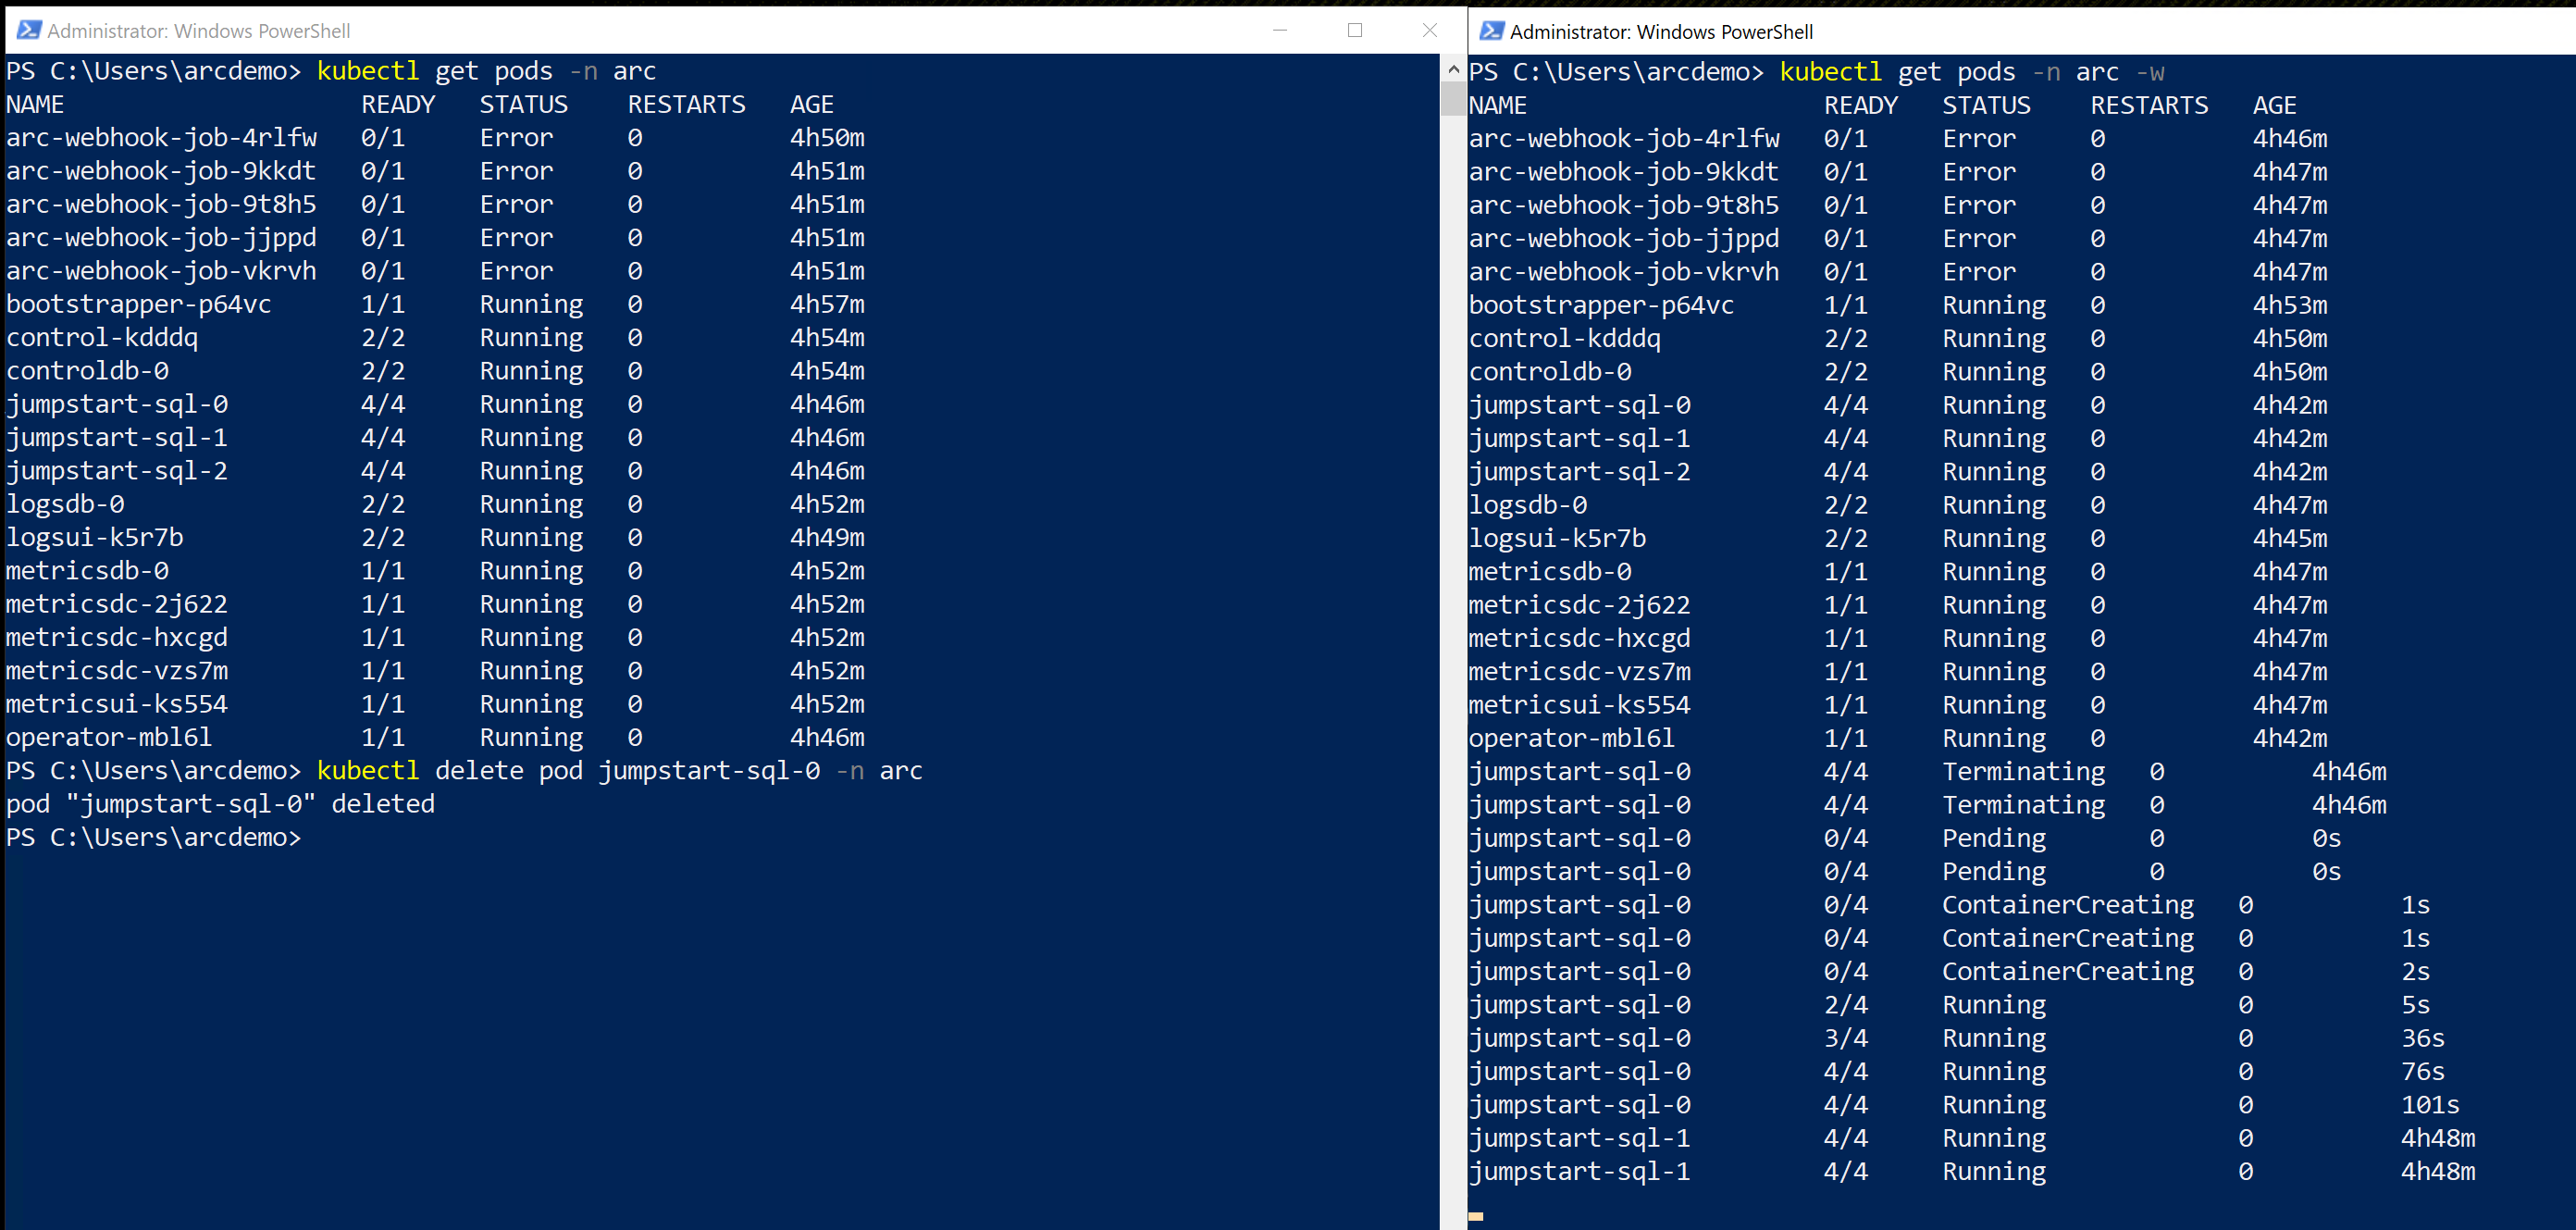 Administrator: Windows PowerShell
PS C:\Users\arcdemo> kubectl get pods -n arc
NAME READY STATUS RESTARTS AGE
arc-webhook-job-4rlfw 0/1 Error 0 4h50m
arc-webhook-job-9kkdt 0/1 Error 0 4h51m
arc-webhook-job-9t8h5 0/1 Error 0 4h51m
arc-webhook-job-jjppd 0/1 Error 0 4h51m
arc-webhook-job-vkrvh 0/1 Error 0 4h51m
bootstrapper-p64vc 1/1 Running 0 4h57m
control-kdddq 2/2 Running 0 4h54m
controldb-0 2/2 Running 0 4h54m
jumpstart-sql-0 4/4 Running 0 4h46m
jumpstart-sql-1 4/4 Running 0 4h46m
jumpstart-sql-2 4/4 Running 0 4h46m
logsdb-0 2/2 Running 0 4h52m
logsui-k5r7b 2/2 Running 0 4h49m
metricsdb-0 1/1 Running 0 4h52m
metricsdc-2j622 1/1 Running 0 4h52m
metricsdc-hxcgd 1/1 Running 0 4h52m
metricsdc-vzs7m 1/1 Running 0 4h52m
metricsui-ks554 1/1 Running 0 4h52m
operator-mbl6l 1/1 Running 0 4h46m
PS C:\Users\arcdemo> kubectl delete pod jumpstart-sql-0 -n arc
pod "jumpstart-sql-0" deleted
PS C:\Users\arcdemo>
Administrator: Windows PowerShell
PS C:\Users\arcdemo> kubectl get pods -n arc -w
NAME READY STATUS RESTARTS AGE
arc-webhook-job-4rlfw 0/1 Error 0 4h46m
arc-webhook-job-9kkdt 0/1 Error 0 4h47m
arc-webhook-job-9t8h5 0/1 Error 0 4h47m
arc-webhook-job-jjppd 0/1 Error 0 4h47m
arc-webhook-job-vkrvh 0/1 Error 0 4h47m
bootstrapper-p64vc 1/1 Running 0 4h53m
control-kdddq 2/2 Running 0 4h50m
controldb-0 2/2 Running 0 4h50m
jumpstart-sql-0 4/4 Running 0 4h42m
jumpstart-sql-1 4/4 Running 0 4h42m
jumpstart-sql-2 4/4 Running 0 4h42m
logsdb-0 2/2 Running 0 4h47m
logsui-k5r7b 2/2 Running 0 4h45m
metricsdb-0 1/1 Running 0 4h47m
metricsdc-2j622 1/1 Running 0 4h47m
metricsdc-hxcgd 1/1 Running 0 4h47m
metricsdc-vzs7m 1/1 Running 0 4h47m
metricsui-ks554 1/1 Running 0 4h47m
operator-mbl6l 1/1 Running 0 4h42m
jumpstart-sql-0 4/4 Terminating 0 4h46m
jumpstart-sql-0 4/4 Terminating 0 4h46m
jumpstart-sql-0 0/4 Pending 0 0s
jumpstart-sql-0 0/4 Pending 0 0s
jumpstart-sql-0 0/4 ContainerCreating 0 1s
jumpstart-sql-0 0/4 ContainerCreating 0 1s
jumpstart-sql-0 0/4 ContainerCreating 0 2s
jumpstart-sql-0 2/4 Running 0 5s
jumpstart-sql-0 3/4 Running 0 36s
jumpstart-sql-0 4/4 Running 0 76s
jumpstart-sql-0 4/4 Running 0 101s
jumpstart-sql-1 4/4 Running 0 4h48m
jumpstart-sql-1 4/4 Running 0 4h48m